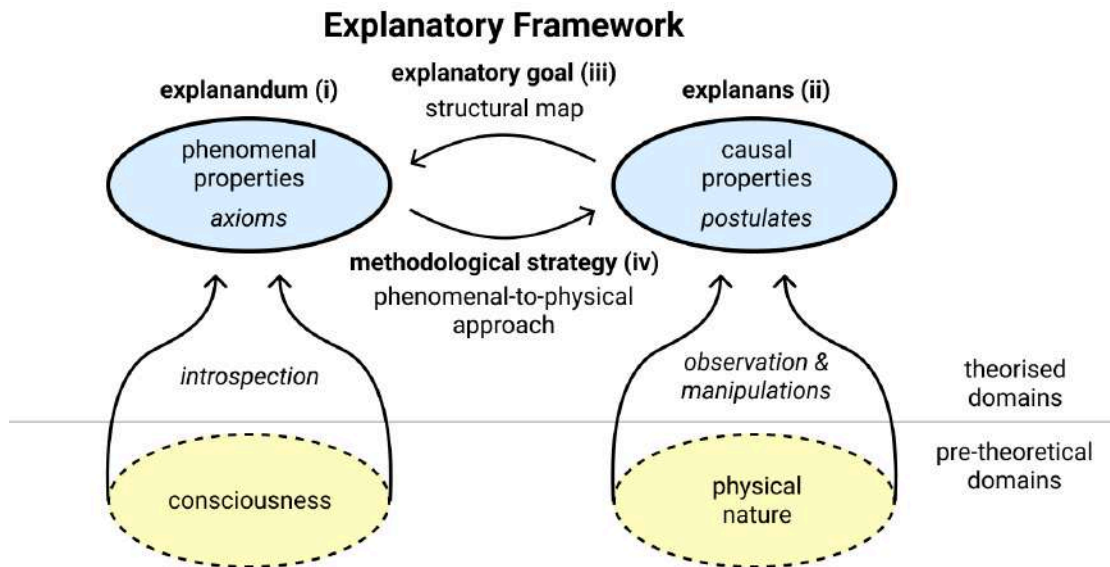 Explanatory Framework
explanandum (i)
explanatory goal (iii)
structural map
explanans (ii)
phenomenal
properties
axioms
causal
properties
postulates
methodological strategy (iv)
phenomenal-to-physical
approach
introspection
observation &
manipulations
theorised
domains
pre-theoretical
domains
consciousness
physical
nature